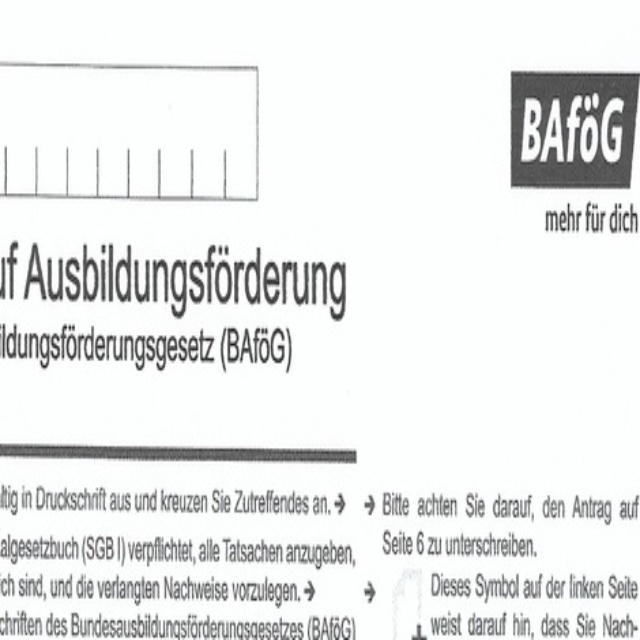 BAföG
mehr für dich
uf Ausbildungsförderung
ildungsförderungsgesetz (BAföG)
ltig in Druckschrift aus und kreuzen Sie Zutreffendes an. →
algesetzbuch (SGB I) verpflichtet, alle Tatsachen anzugeben,
ich sind, und die verlangten Nachweise vorzulegen. →
chriften des Bundesausbildungsförderungsgesetzes (BAföG)
→ Bitte achten Sie darauf, den Antrag auf
Seite 6 zu unterschreiben.
→ Dieses Symbol auf der linken Seite
weist darauf hin, dass Sie Nach-